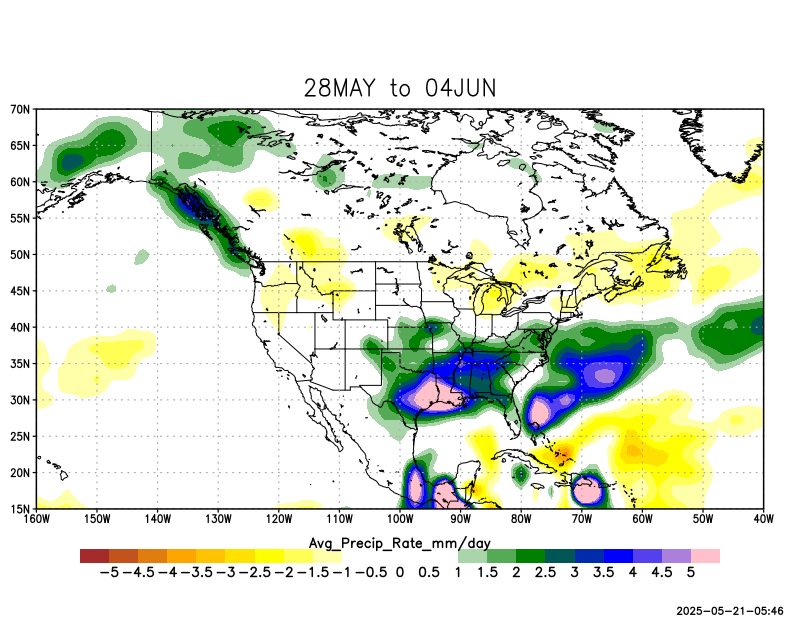 28MAY to 04JUN
70N
65N
60N
55N
50N
45N
40N
35N
30N
25N
20N
15N
160W 150W 140W 130W 120W 110W 100W 90W 80W 70W 60W 50W 40W
Avg_Precip_Rate_mm/day
-5 -4.5 -4 -3.5 -3 -2.5 -2 -1.5 -1 -0.5 0 0.5 1 1.5 2 2.5 3 3.5 4 4.5 5
2025-05-21-05:46